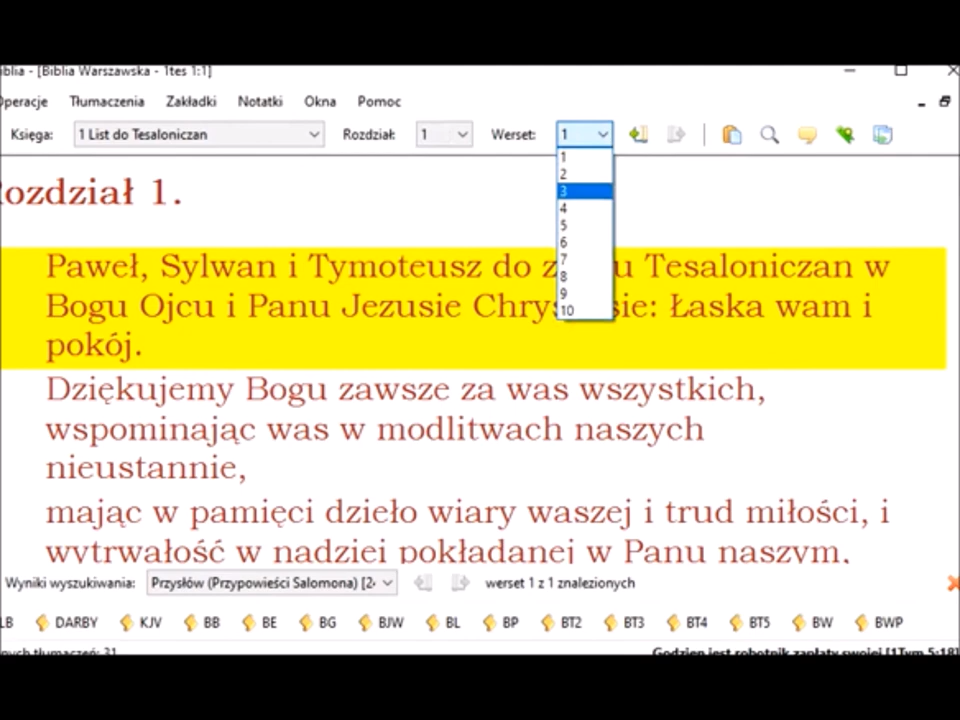 iblia - [Biblia Warszawska - 1tes 1:1]
Operacje Tłumaczenia Zakładki Notatki Okna Pomoc
Księga: 1 List do Tesaloniczan Rozdział: 1 Werset: 1
1
2
3
4
5
6
7
8
9
10
ozdział 1.
Paweł, Sylwan i Tymoteusz do z u Tesaloniczan w
Bogu Ojcu i Panu Jezusie Chrys sie: Łaska wam i
pokój.
Dziękujemy Bogu zawsze za was wszystkich,
wspominając was w modlitwach naszych
nieustannie,
mając w pamięci dzieło wiary waszej i trud miłości, i
wytrwałość w nadziei pokładanej w Panu naszym,
Wyniki wyszukiwania: Przysłów (Przypowieści Salomona) [2 werset 1 z 1 znalezionych
LB DARBY KJV BB BE BG BJW BL BP BT2 BT3 BT4 BT5 BW BWP
nych tłumaczeń: 31 Godzien jest robotnik zapłaty swojej [1Tym 5:18]